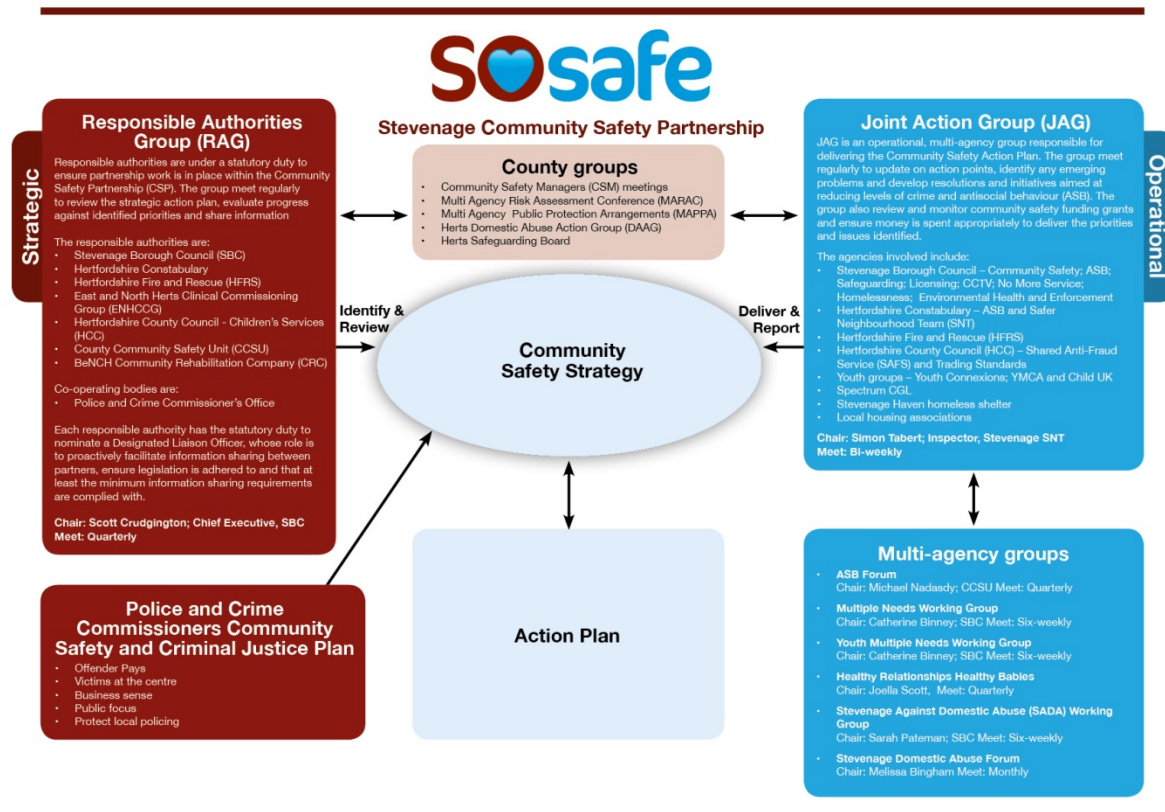 SOsafe
Stevenage Community Safety Partnership
Strategic
Responsible Authorities
Group (RAG)
Responsible authorities are under a statutory duty to
ensure partnership work is in place within the Community
Safety Partnership (CSP). The group meet regularly
to review the strategic action plan, evaluate progress
against identified priorities and share information
The responsible authorities are:
• Stevenage Borough Council (SBC)
• Hertfordshire Constabulary
• Hertfordshire Fire and Rescue (HFRS)
• East and North Herts Clinical Commissioning
Group (ENHCCG)
• Hertfordshire County Council - Children's Services
(HCC)
• County Community Safety Unit (CCSU)
• BeNCH Community Rehabilitation Company (CRC)
Co-operating bodies are:
• Police and Crime Commissioner's Office
Each responsible authority has the statutory duty to
nominate a Designated Liaison Officer, whose role is
to proactively facilitate information sharing between
partners, ensure legislation is adhered to and that at
least the minimum information sharing requirements
are complied with.
Chair: Scott Crudgington; Chief Executive, SBC
Meet: Quarterly
County groups
• Community Safety Managers (CSM) meetings
• Multi Agency Risk Assessment Conference (MARAC)
• Multi Agency Public Protection Arrangements (MAPPA)
• Herts Domestic Abuse Action Group (DAAG)
• Herts Safeguarding Board
Joint Action Group (JAG)
JAG is an operational, multi-agency group responsible for
delivering the Community Safety Action Plan. The group meet
regularly to update on action points, identify any emerging
problems and develop resolutions and initiatives aimed at
reducing levels of crime and antisocial behaviour (ASB). The
group also review and monitor community safety funding grants
and ensure money is spent appropriately to deliver the priorities
and issues identified.
The agencies involved include:
• Stevenage Borough Council – Community Safety; ASB;
Safeguarding; Licensing; CCTV; No More Service;
Homelessness; Environmental Health and Enforcement
• Hertfordshire Constabulary – ASB and Safer
Neighbourhood Team (SNT)
• Hertfordshire Fire and Rescue (HFRS)
• Hertfordshire County Council (HCC) – Shared Anti-Fraud
Service (SAFS) and Trading Standards
• Youth groups – Youth Connexions; YMCA and Child UK
• Spectrum CGL
• Stevenage Haven homeless shelter
• Local housing associations
Chair: Simon Tabert; Inspector, Stevenage SNT
Meet: Bi-weekly
Operational
Identify &
Review
Deliver &
Report
Community
Safety Strategy
Action Plan
Police and Crime
Commissioners Community
Safety and Criminal Justice Plan
• Offender Pays
• Victims at the centre
• Business sense
• Public focus
• Protect local policing
Multi-agency groups
• ASB Forum
Chair: Michael Nadasdy; CCSU Meet: Quarterly
• Multiple Needs Working Group
Chair: Catherine Binney; SBC Meet: Six-weekly
• Youth Multiple Needs Working Group
Chair: Catherine Binney; SBC Meet: Six-weekly
• Healthy Relationships Healthy Babies
Chair: Joella Scott, Meet: Quarterly
• Stevenage Against Domestic Abuse (SADA) Working
Group
Chair: Sarah Pateman; SBC Meet: Six-weekly
• Stevenage Domestic Abuse Forum
Chair: Melissa Bingham Meet: Monthly